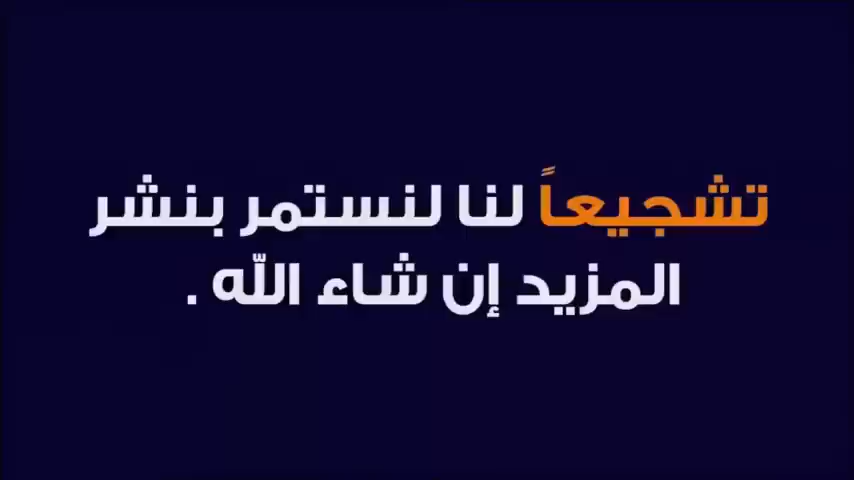 تشجيعاً لنا لنستمر بنشر
المزيد إن شاء الله .